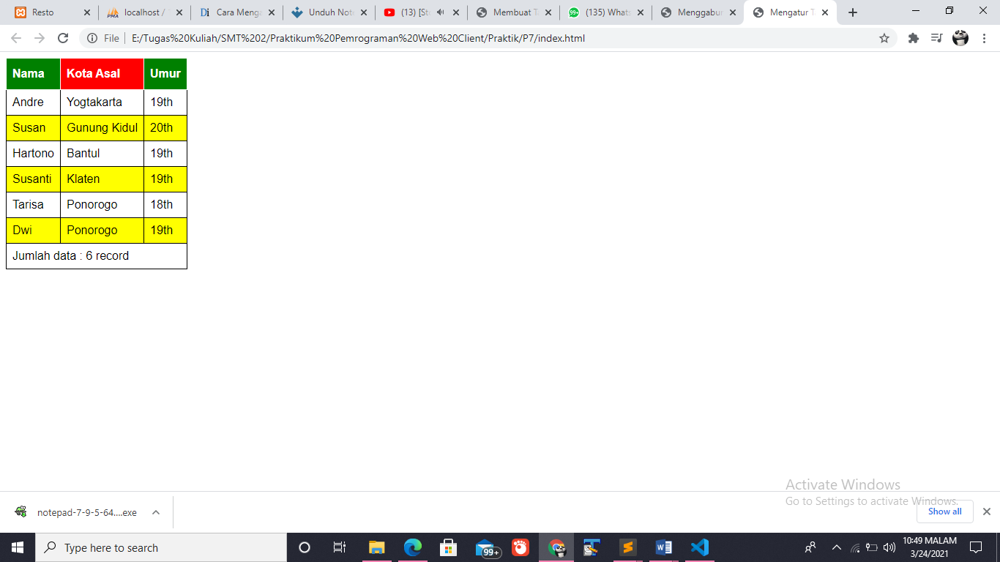 Resto
localhost /
Cara Menga
Unduh Note
(13) [St
Membuat T
(135) Whats
Menggabun
Mengatur T
File
E:/Tugas%20Kuliah/SMT%202/Praktikum%20Pemrograman%20Web%20Client/Praktik/P7/index.html
Nama Kota Asal Umur
Andre Yogtakarta 19th
Susan Gunung Kidul 20th
Hartono Bantul 19th
Susanti Klaten 19th
Tarisa Ponorogo 18th
Dwi Ponorogo 19th
Jumlah data : 6 record
Activate Windows
Go to Settings to activate Windows.
notepad-7-9-5-64....exe
Show all
Type here to search
99+
10:49 MALAM
3/24/2021